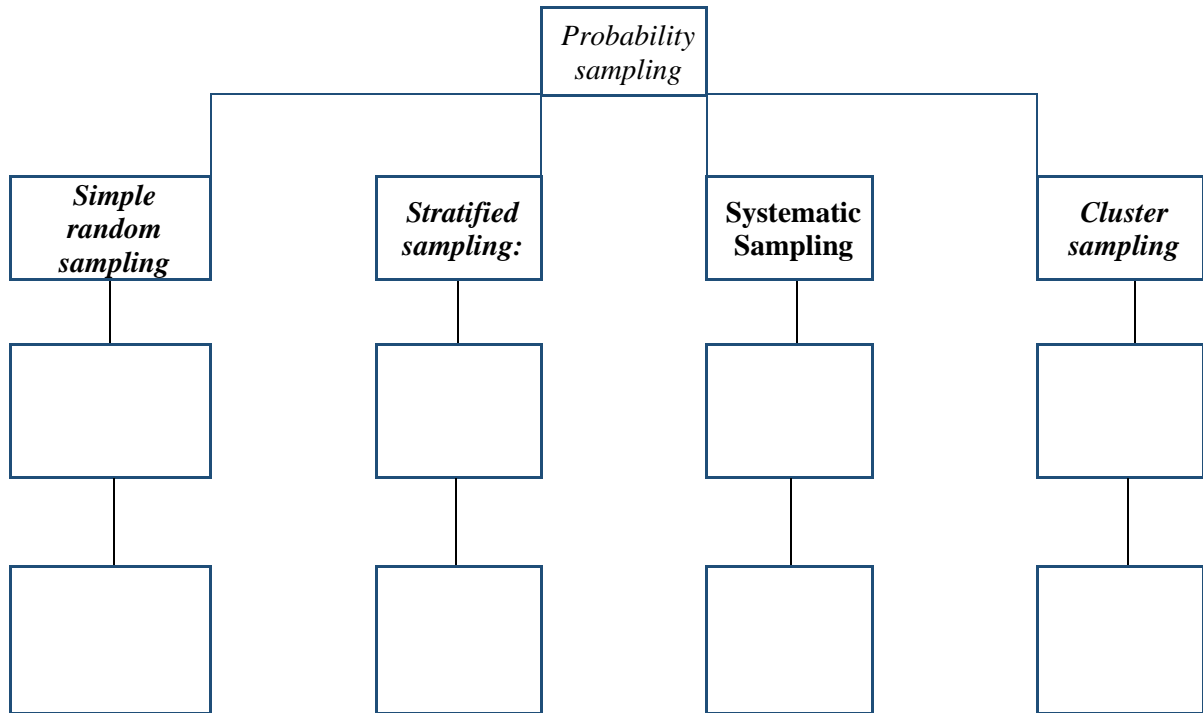 Probability
sampling
Simple
random
sampling
Stratified
sampling:
Systematic
Sampling
Cluster
sampling